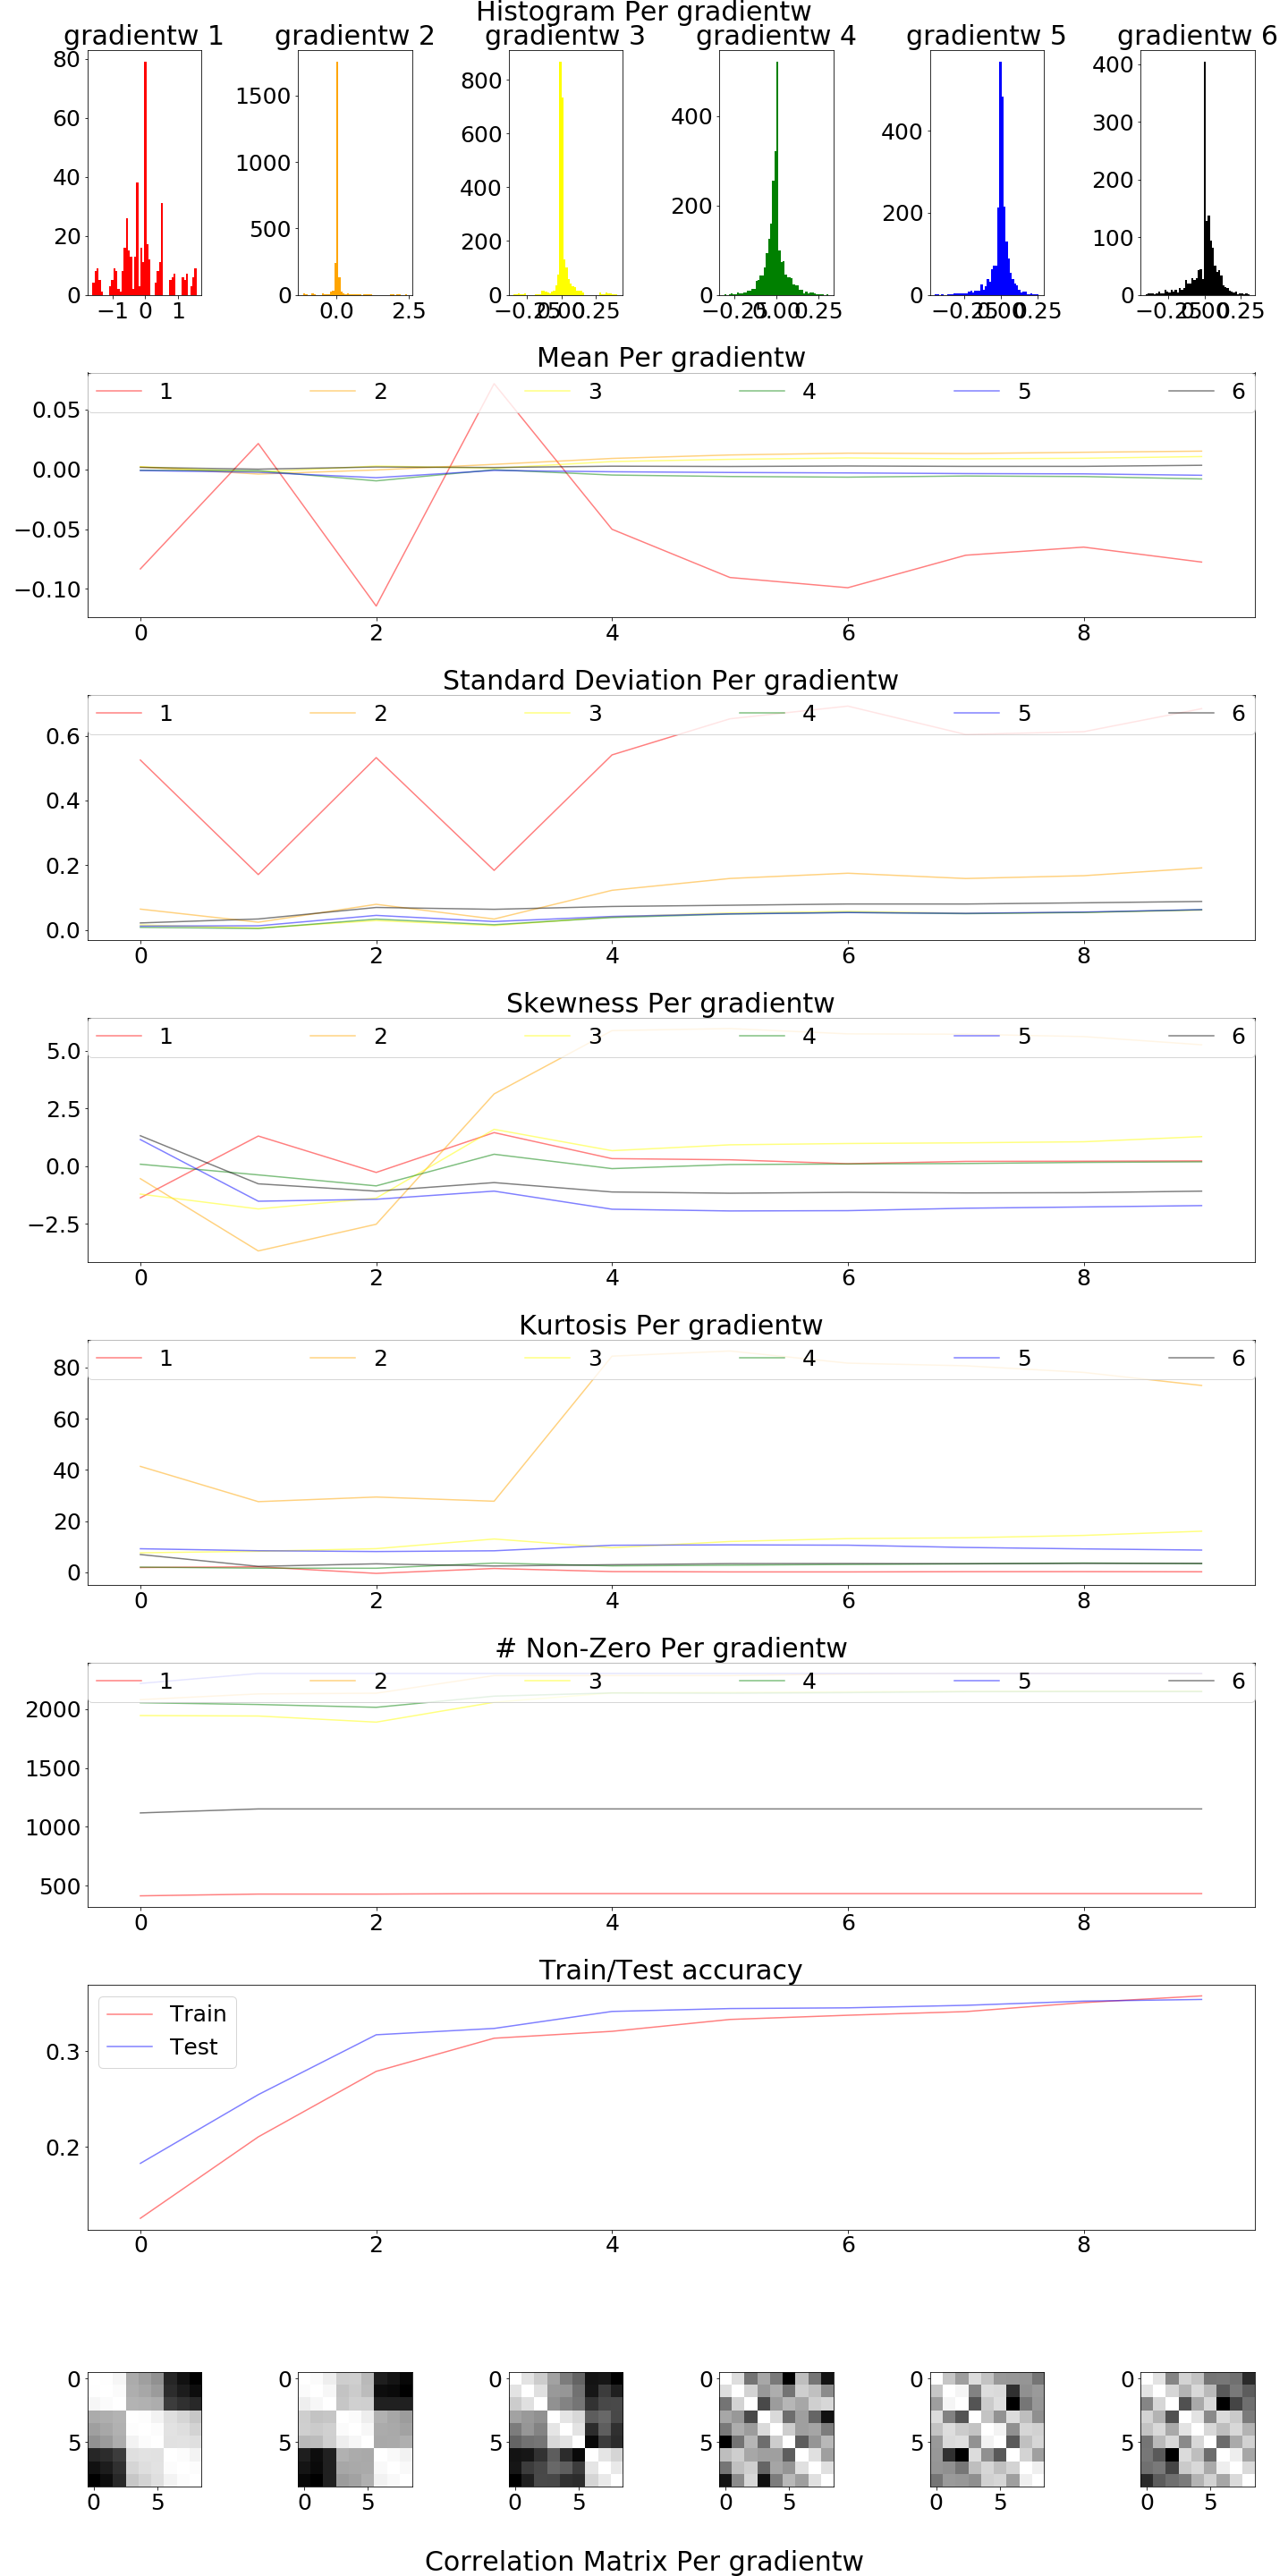 Histogram Per gradientw
gradientw 1 gradientw 2 gradientw 3 gradientw 4 gradientw 5 gradientw 6
80
60
40
20
0
−1 0 1
1500
1000
500
0
0.0 2.5
800
600
400
200
0
−0.25 0.00 0.25
400
200
0
−0.25 0.00 0.25
400
200
0
−0.25 0.00 0.25
400
300
200
100
0
−0.25 0.00 0.25
Mean Per gradientw
1 2 3 4 5 6
0.05
0.00
−0.05
−0.10
0 2 4 6 8
Standard Deviation Per gradientw
1 2 3 4 5 6
0.6
0.4
0.2
0.0
0 2 4 6 8
Skewness Per gradientw
1 2 3 4 5 6
5.0
2.5
0.0
−2.5
0 2 4 6 8
Kurtosis Per gradientw
1 2 3 4 5 6
80
60
40
20
0
0 2 4 6 8
# Non-Zero Per gradientw
1 2 3 4 5 6
2000
1500
1000
500
0 2 4 6 8
Train/Test accuracy
Train
Test
0.3
0.2
0 2 4 6 8
0 0 0 0 0 0
5 5 5 5 5 5
0 5 0 5 0 5 0 5 0 5 0 5
Correlation Matrix Per gradientw